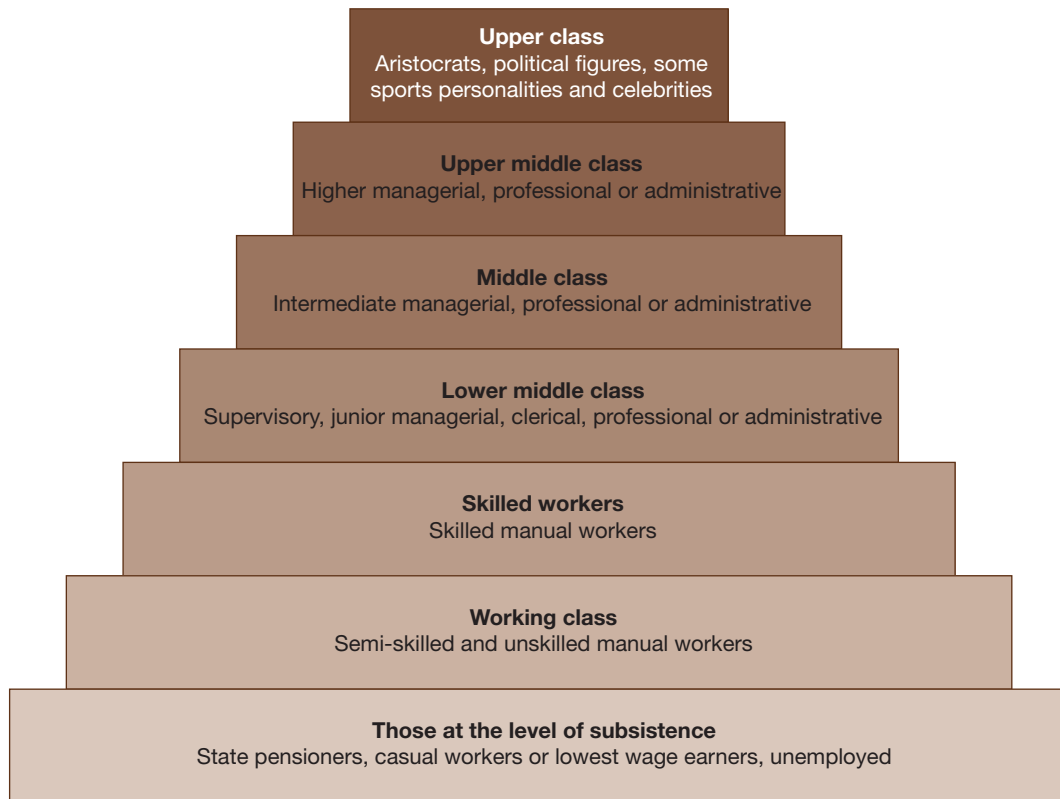 Upper class
Aristocrats, political figures, some
sports personalities and celebrities
Upper middle class
Higher managerial, professional or administrative
Middle class
Intermediate managerial, professional or administrative
Lower middle class
Supervisory, junior managerial, clerical, professional or administrative
Skilled workers
Skilled manual workers
Working class
Semi-skilled and unskilled manual workers
Those at the level of subsistence
State pensioners, casual workers or lowest wage earners, unemployed